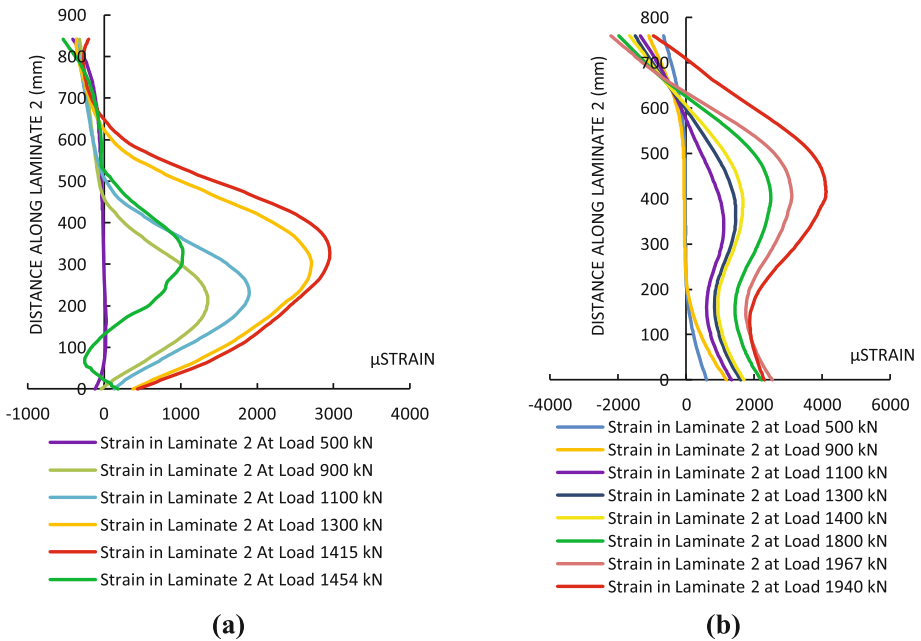 900
800
700
600
500
400
300
200
100
0
DISTANCE ALONG LAMINATE 2 (mm)
µSTRAIN
-1000 0 1000 2000 3000 4000
Strain in Laminate 2 At Load 500 kN
Strain in Laminate 2 At Load 900 kN
Strain in Laminate 2 At Load 1100 kN
Strain in Laminate 2 At Load 1300 kN
Strain in Laminate 2 At Load 1415 kN
Strain in Laminate 2 At Load 1454 kN
(a)
800
700
600
500
400
300
200
100
0
DISTANCE ALONG LAMINATE 2 (mm)
µSTRAIN
-4000 -2000 0 2000 4000 6000
Strain in Laminate 2 at Load 500 kN
Strain in Laminate 2 at Load 900 kN
Strain in Laminate 2 at Load 1100 kN
Strain in Laminate 2 at Load 1300 kN
Strain in Laminate 2 at Load 1400 kN
Strain in Laminate 2 at Load 1800 kN
Strain in Laminate 2 at Load 1967 kN
Strain in Laminate 2 at Load 1940 kN
(b)